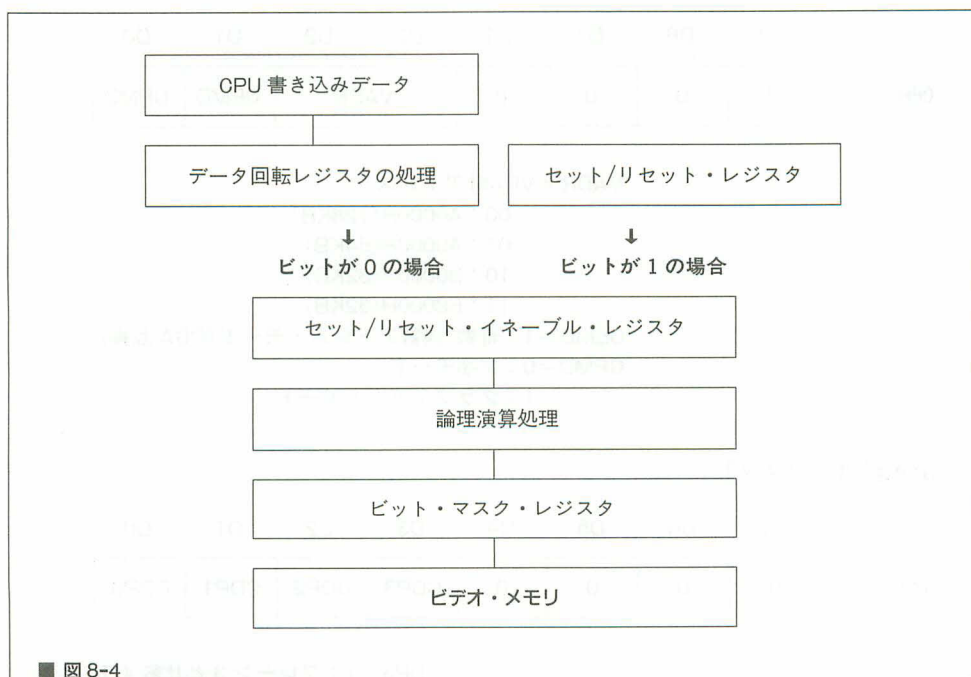 CPU 書き込みデータ
データ回転レジスタの処理
セット/リセット・レジスタ
↓ ↓
ビットが 0 の場合 ビットが 1 の場合
セット/リセット・イネーブル・レジスタ
論理演算処理
ビット・マスク・レジスタ
ビデオ・メモリ
■ 図 8-4